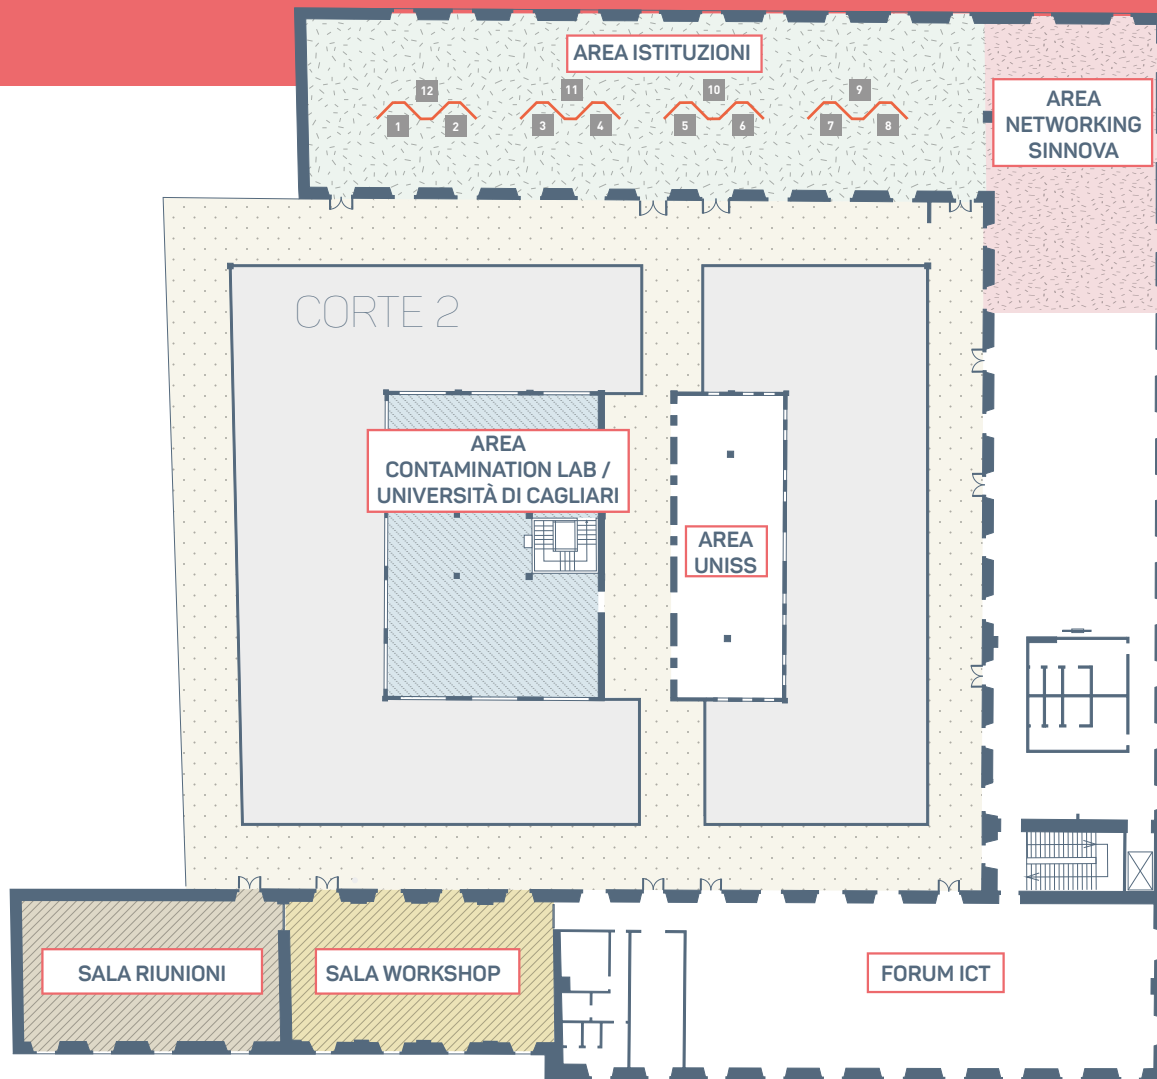 AREA ISTITUZIONI
12
11
10
9
1
2
3
4
5
6
7
8
AREA
NETWORKING
SINNOVA
CORTE 2
AREA
CONTAMINATION LAB /
UNIVERSITÀ DI CAGLIARI
AREA
UNISS
SALA RIUNIONI
SALA WORKSHOP
FORUM ICT